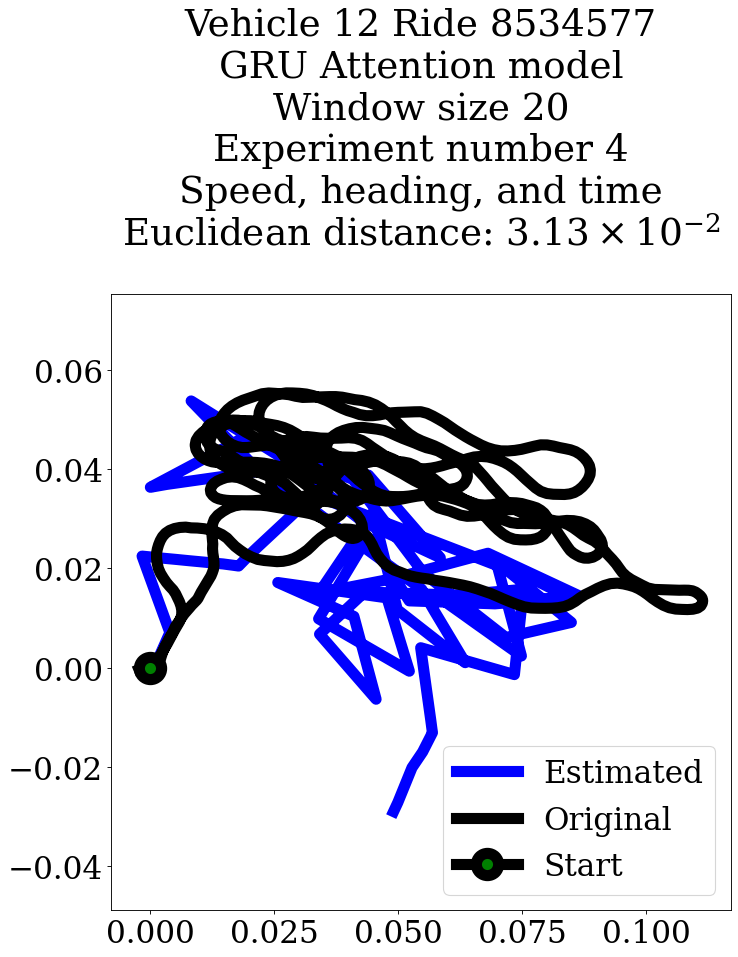 Vehicle 12 Ride 8534577
GRU Attention model
Window size 20
Experiment number 4
Speed, heading, and time
Euclidean distance: 3.13 × 10⁻²
0.06
0.04
0.02
0.00
−0.02
−0.04
Estimated
Original
Start
0.000 0.025 0.050 0.075 0.100